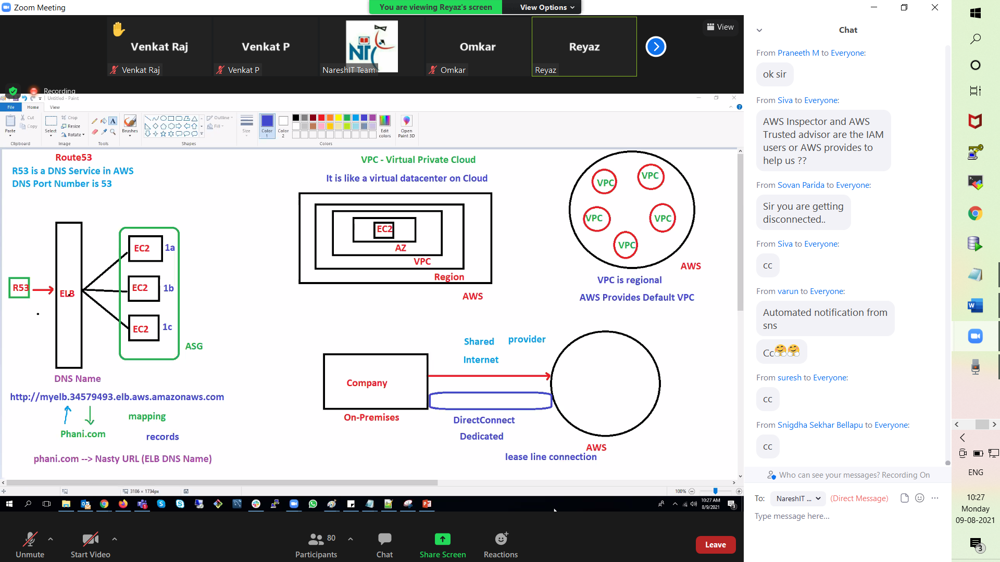 Zoom Meeting
You are viewing Reyaz's screen
View Options
Venkat Raj
Venkat P
NTC
Omkar
Reyaz
View
Venkat Raj
Venkat P
NareshIT Team
Omkar
Reyaz
Recording
Untitled - Paint
File
Home
View
Paste
Cut
Copy
Clipboard
Select
Crop
Resize
Rotate
Image
A
Tools
Brushes
Outline
Fill
Shapes
Size
Color 1
Color 2
Edit colors
Open Paint 3D
Colors
Route53
R53 is a DNS Service in AWS
DNS Port Number is 53
R53
ELB
EC2
1a
EC2
1b
EC2
1c
ASG
DNS Name
http://myelb.34579493.elb.aws.amazonaws.com
mapping
Phani.com
records
phani.com --> Nasty URL (ELB DNS Name)
VPC - Virtual Private Cloud
It is like a virtual datacenter on Cloud
EC2
AZ
VPC
Region
AWS
VPC
VPC
VPC
VPC
VPC
AWS
VPC is regional
AWS Provides Default VPC
Shared
provider
Internet
Company
On-Premises
DirectConnect
Dedicated
AWS
lease line connection
3186 × 1734px
100%
10:27 AM
8/9/2021
3
Unmute
Start Video
80
Participants
Chat
Share Screen
Reactions
Leave
Chat
From Praneeth M to Everyone:
ok sir
From Siva to Everyone:
AWS Inspector and AWS
Trusted advisor are the IAM
users or AWS provides to
help us ??
From Sovan Parida to Everyone:
Sir you are getting
disconnected..
From Siva to Everyone:
cc
From varun to Everyone:
Automated notification from
sns
Cc🤗🤗
From suresh to Everyone:
cc
From Snigdha Sekhar Bellapu to Everyone:
cc
Who can see your messages? Recording On
To:
NareshIT ...
(Direct Message)
Type message here...
ENG
10:27
Monday
09-08-2021
3